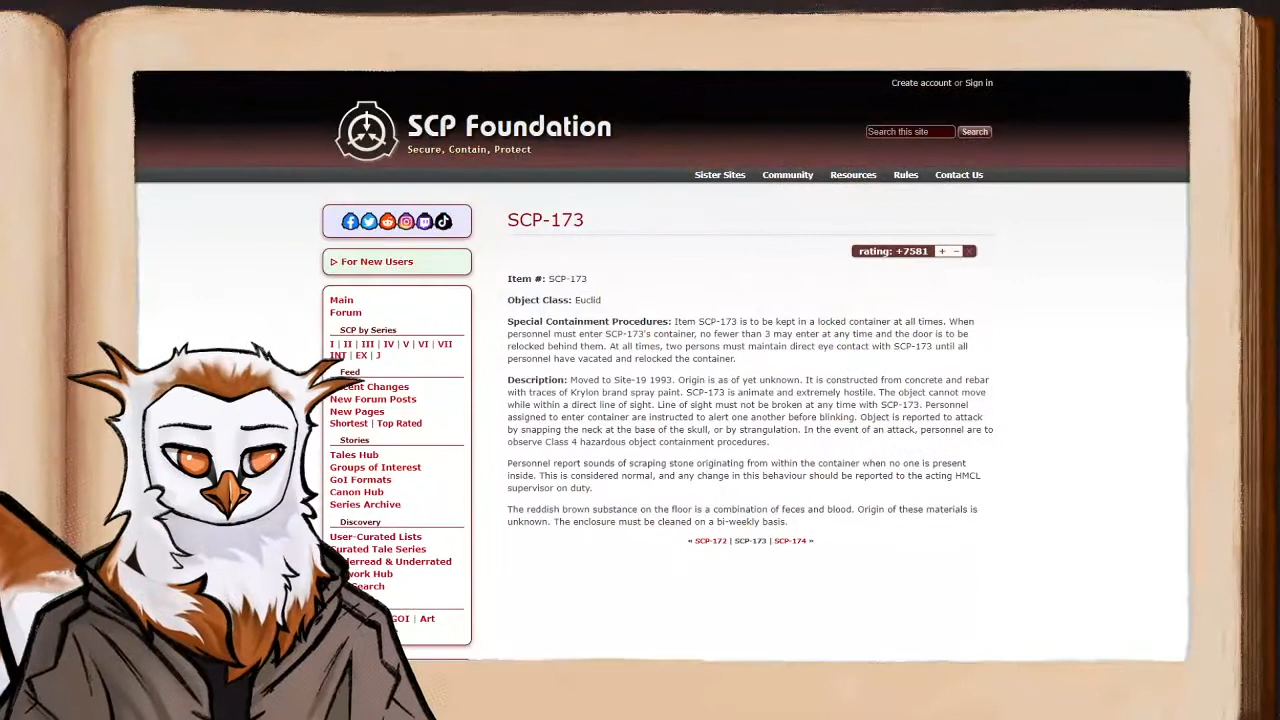 Create account or Sign in
SCP Foundation
Secure, Contain, Protect
Search this site Search
Sister Sites Community Resources Rules Contact Us
▷ For New Users
Main
Forum
SCP by Series
I | II | III | IV | V | VI | VII
INT | EX | J
Feed
Changes
New Forum Posts
New Pages
Shortest | Top Rated
Stories
Tales Hub
Groups of Interest
GoI Formats
Canon Hub
Series Archive
Discovery
User-Curated Lists
Curated Tale Series
& Underrated
Hub
GOI | Art
SCP-173
rating: +7581 + – x
Item #: SCP-173
Object Class: Euclid
Special Containment Procedures: Item SCP-173 is to be kept in a locked container at all times. When
personnel must enter SCP-173's container, no fewer than 3 may enter at any time and the door is to be
relocked behind them. At all times, two persons must maintain direct eye contact with SCP-173 until all
personnel have vacated and relocked the container.
Description: Moved to Site-19 1993. Origin is as of yet unknown. It is constructed from concrete and rebar
with traces of Krylon brand spray paint. SCP-173 is animate and extremely hostile. The object cannot move
while within a direct line of sight. Line of sight must not be broken at any time with SCP-173. Personnel
assigned to enter container are instructed to alert one another before blinking. Object is reported to attack
by snapping the neck at the base of the skull, or by strangulation. In the event of an attack, personnel are to
observe Class 4 hazardous object containment procedures.
Personnel report sounds of scraping stone originating from within the container when no one is present
inside. This is considered normal, and any change in this behaviour should be reported to the acting HMCL
supervisor on duty.
The reddish brown substance on the floor is a combination of feces and blood. Origin of these materials is
unknown. The enclosure must be cleaned on a bi-weekly basis.
« SCP-172 | SCP-173 | SCP-174 »